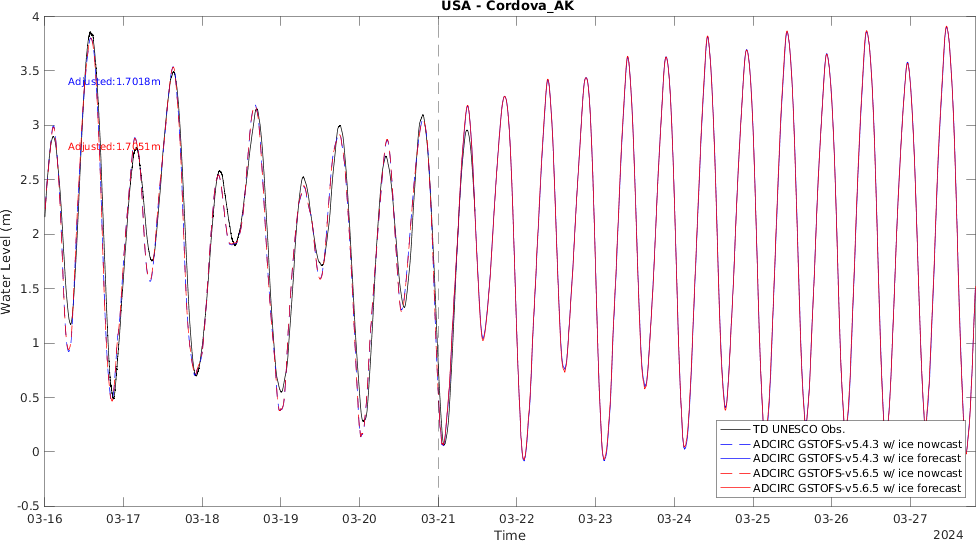 USA - Cordova_AK
4
3.5
3
2.5
2
1.5
1
0.5
0
-0.5
Water Level (m)
Adjusted:1.7018m
Adjusted:1.7051m
TD UNESCO Obs.
ADCIRC GSTOFS-v5.4.3 w/ ice nowcast
ADCIRC GSTOFS-v5.4.3 w/ ice forecast
ADCIRC GSTOFS-v5.6.5 w/ ice nowcast
ADCIRC GSTOFS-v5.6.5 w/ ice forecast
03-16 03-17 03-18 03-19 03-20 03-21 03-22 03-23 03-24 03-25 03-26 03-27
Time
2024